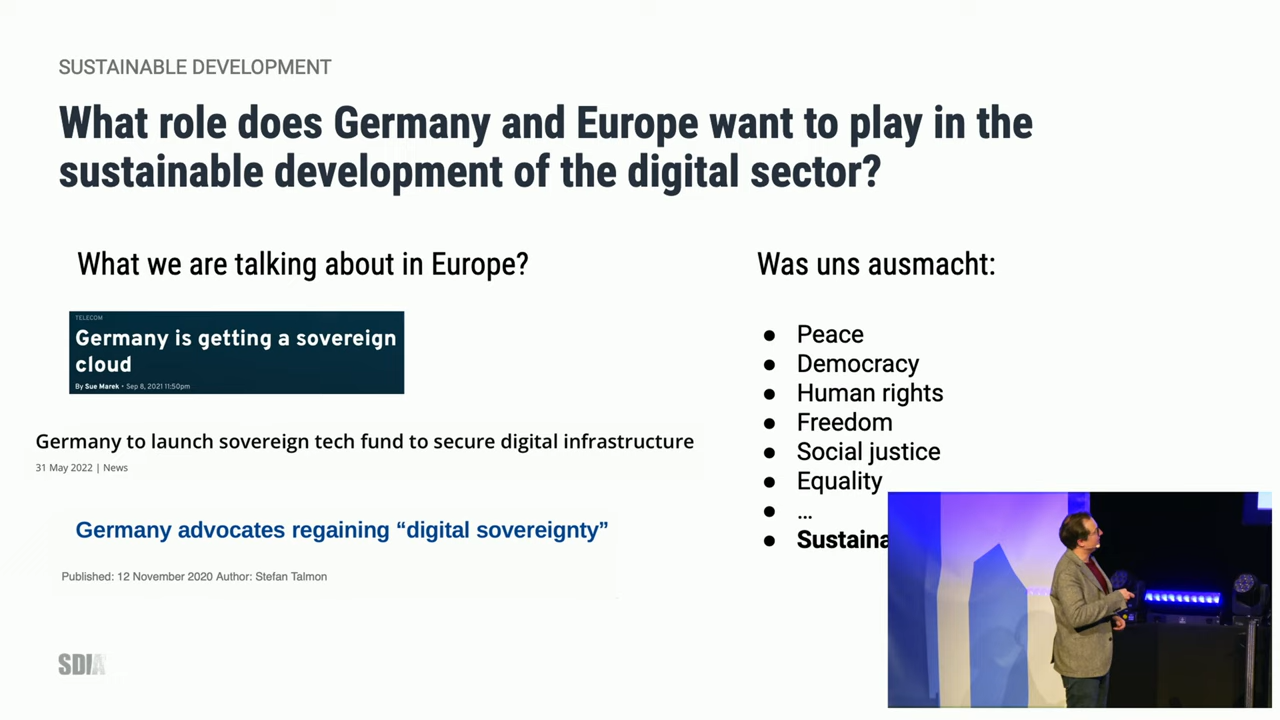 SUSTAINABLE DEVELOPMENT
What role does Germany and Europe want to play in the
sustainable development of the digital sector?
What we are talking about in Europe?
TELECOM
Germany is getting a sovereign
cloud
By Sue Marek • Sep 8, 2021 11:50pm
Germany to launch sovereign tech fund to secure digital infrastructure
31 May 2022 | News
Germany advocates regaining “digital sovereignty”
Published: 12 November 2020 Author: Stefan Talmon
Was uns ausmacht:
● Peace
● Democracy
● Human rights
● Freedom
● Social justice
● Equality
● ...
● Sustaina
SDIA